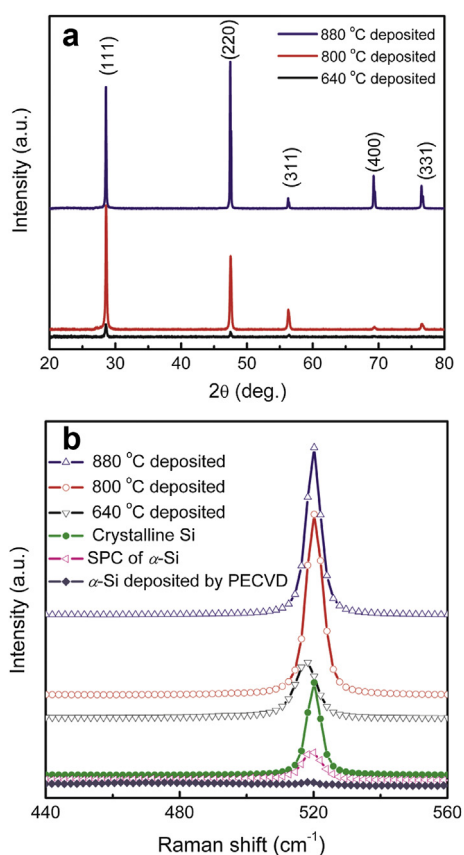 a
880 °C deposited
800 °C deposited
640 °C deposited
(111)
(220)
(311)
(400)
(331)
Intensity (a.u.)
20 30 40 50 60 70 80
2θ (deg.)
b
880 °C deposited
800 °C deposited
640 °C deposited
Crystalline Si
SPC of α-Si
α-Si deposited by PECVD
Intensity (a.u.)
440 480 520 560
Raman shift (cm⁻¹)